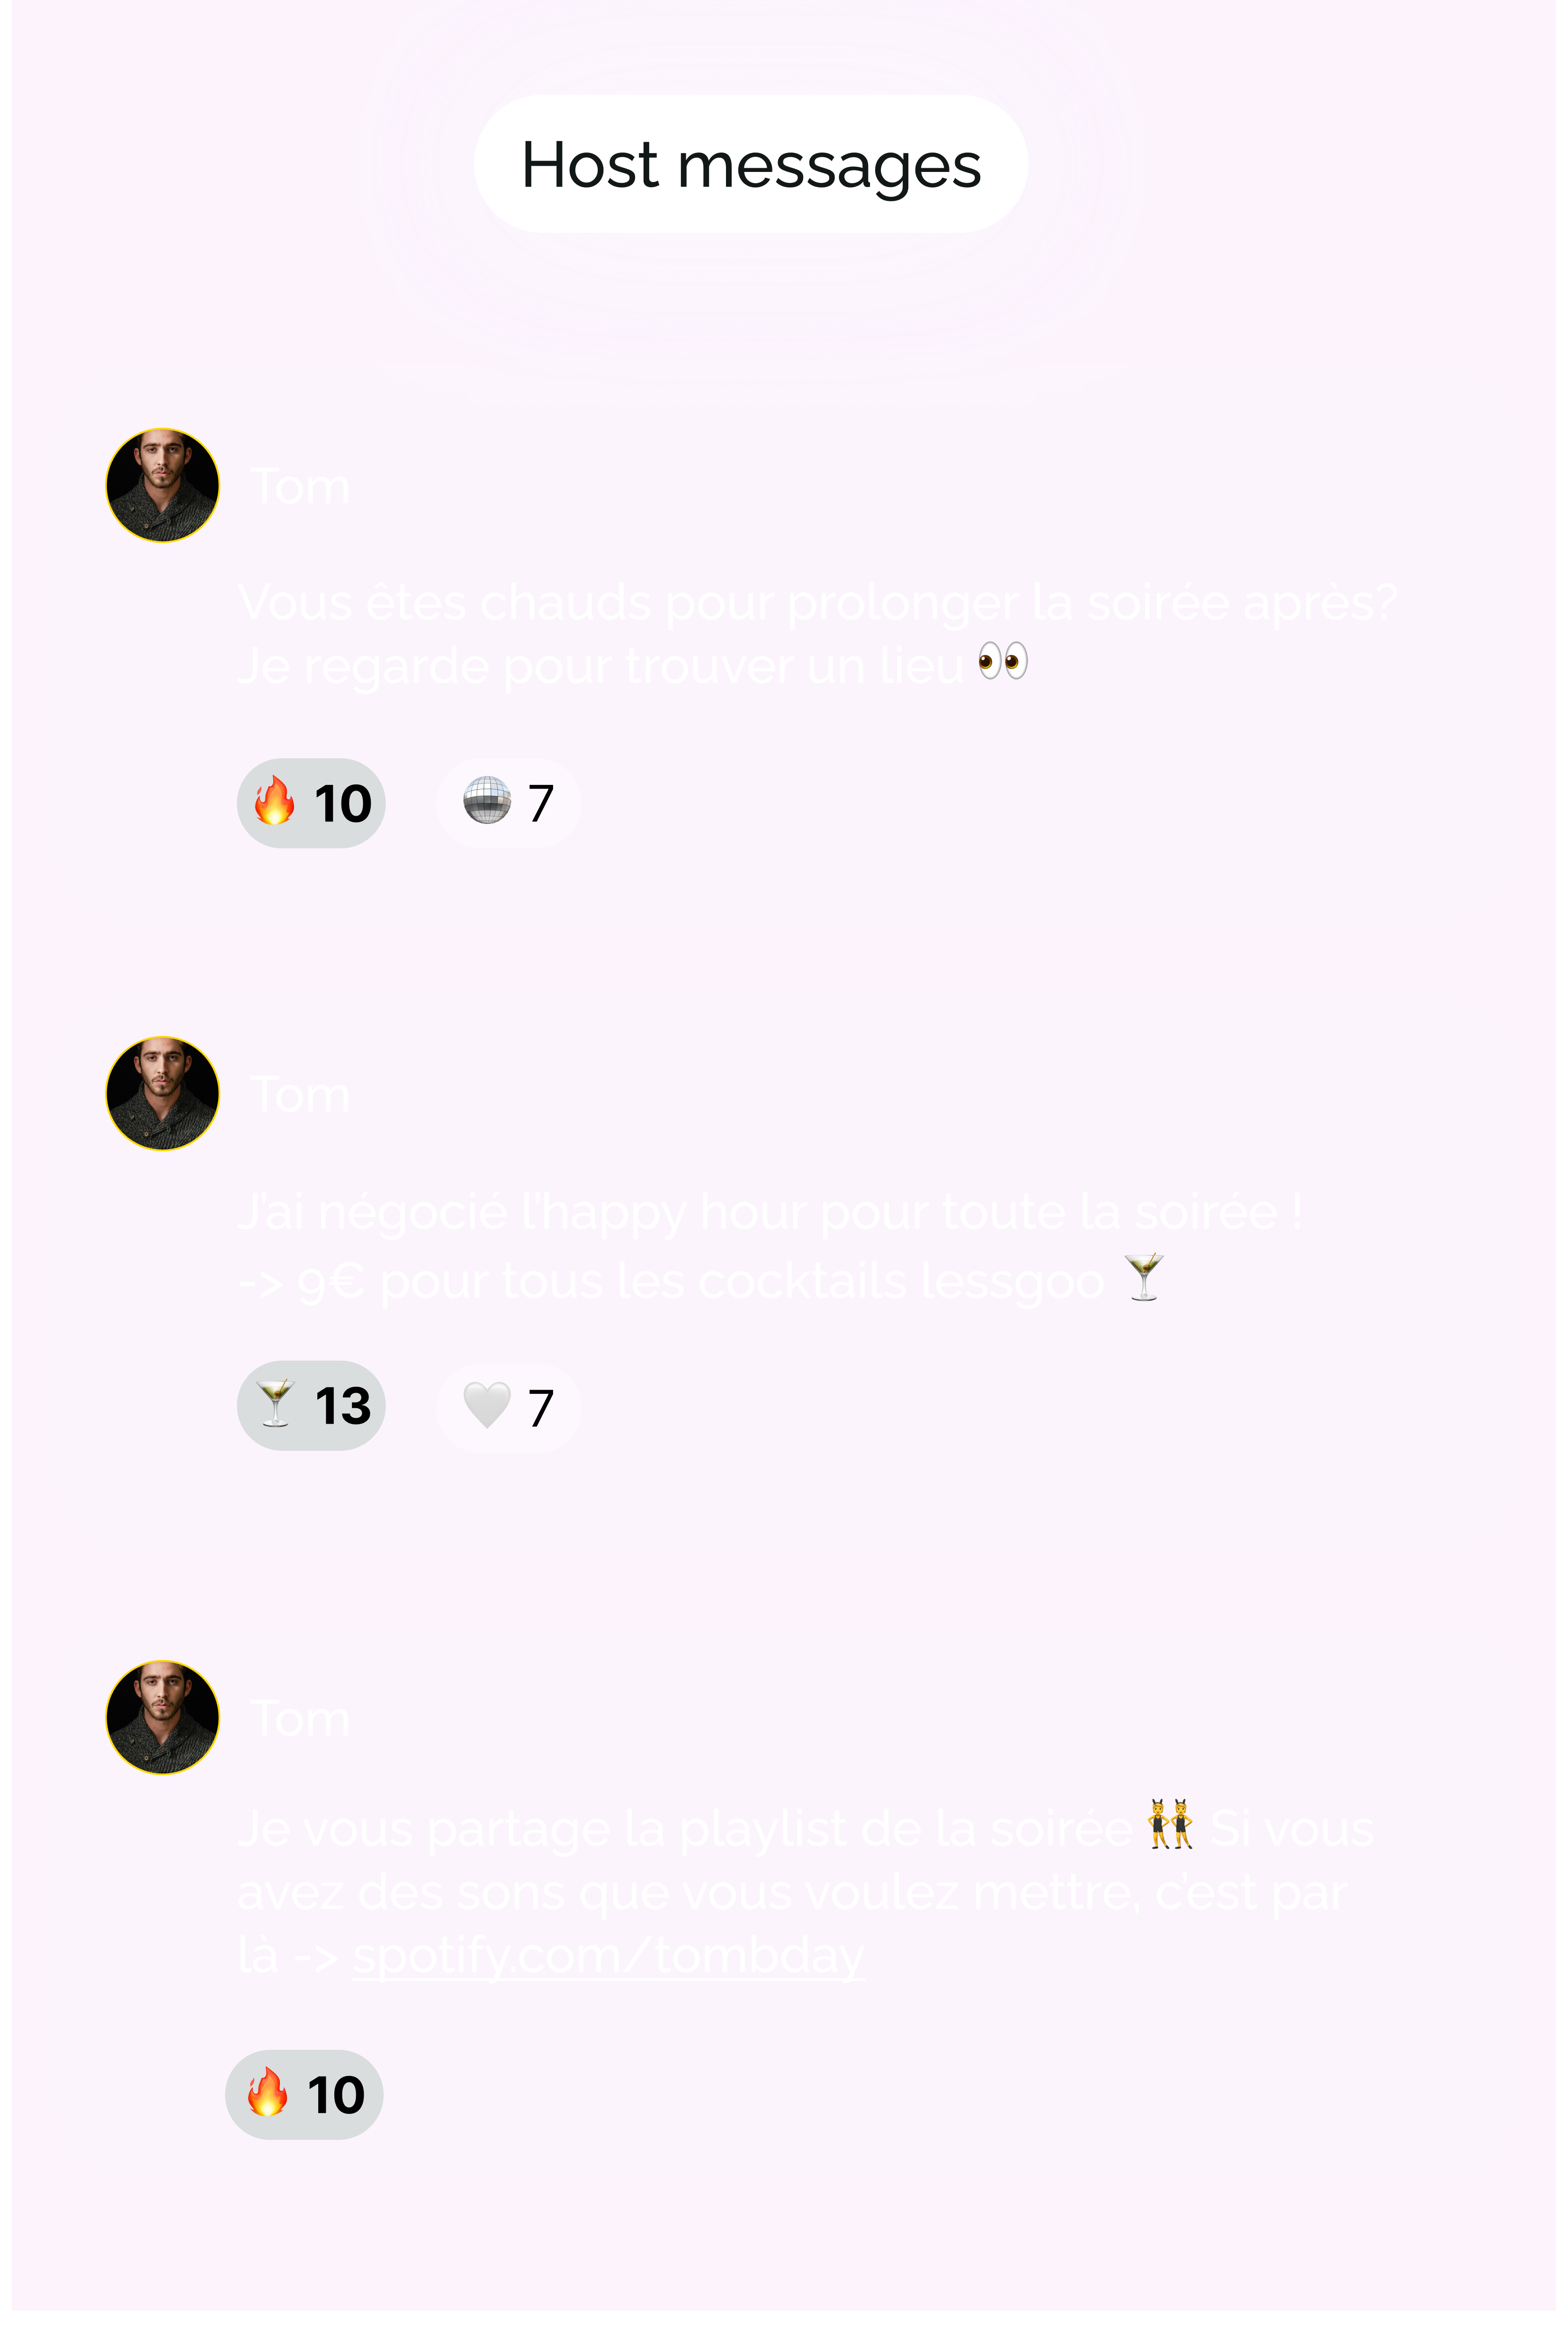 Host messages
Tom
Vous êtes chauds pour prolonger la soirée après?
Je regarde pour trouver un lieu 👀
🔥 10 🪩 7
Tom
J'ai négocié l'happy hour pour toute la soirée !
-> 9€ pour tous les cocktails lessgoo 🍸
🍸 13 🤍 7
Tom
Je vous partage la playlist de la soirée 👯 Si vous
avez des sons que vous voulez mettre, c'est par
là -> spotify.com/tombday
🔥 10